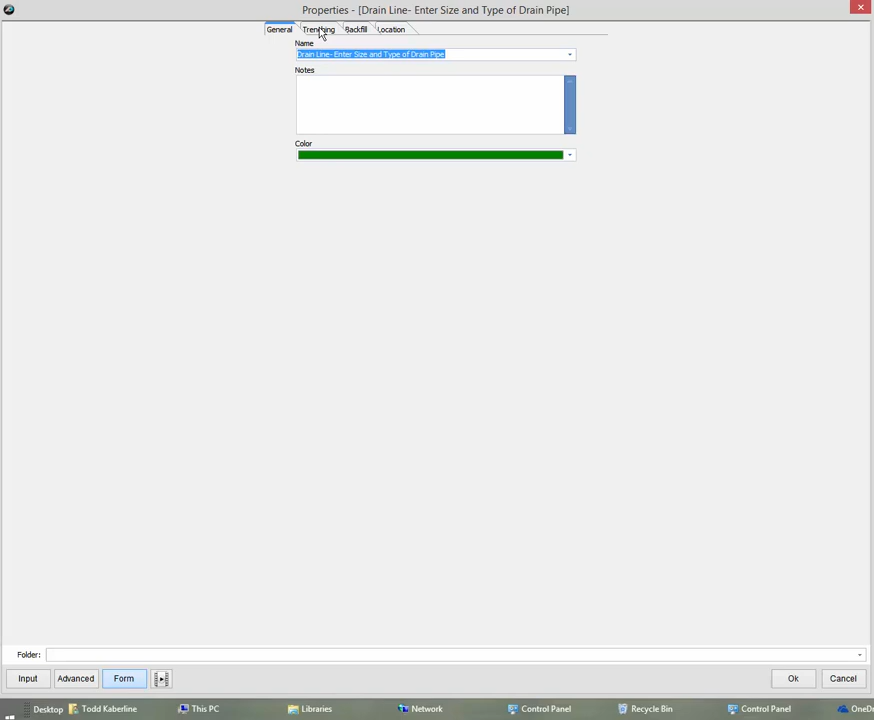 Properties - [Drain Line- Enter Size and Type of Drain Pipe]
General Trenching Backfill Location
Name
Drain Line- Enter Size and Type of Drain Pipe
Notes
Color
Folder:
Input Advanced Form Ok Cancel
Desktop Todd Kaberline This PC Libraries Network Control Panel Recycle Bin Control Panel OneDr